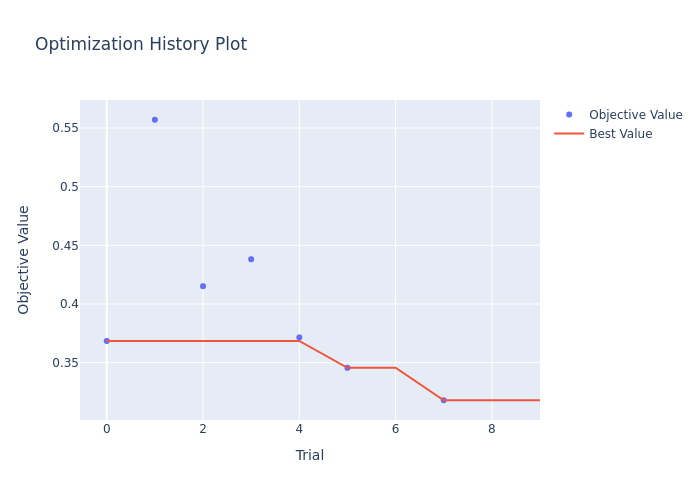 Optimization History Plot
Objective Value
Best Value
0.55
0.5
0.45
0.4
0.35
Objective Value
0
2
4
6
8
Trial